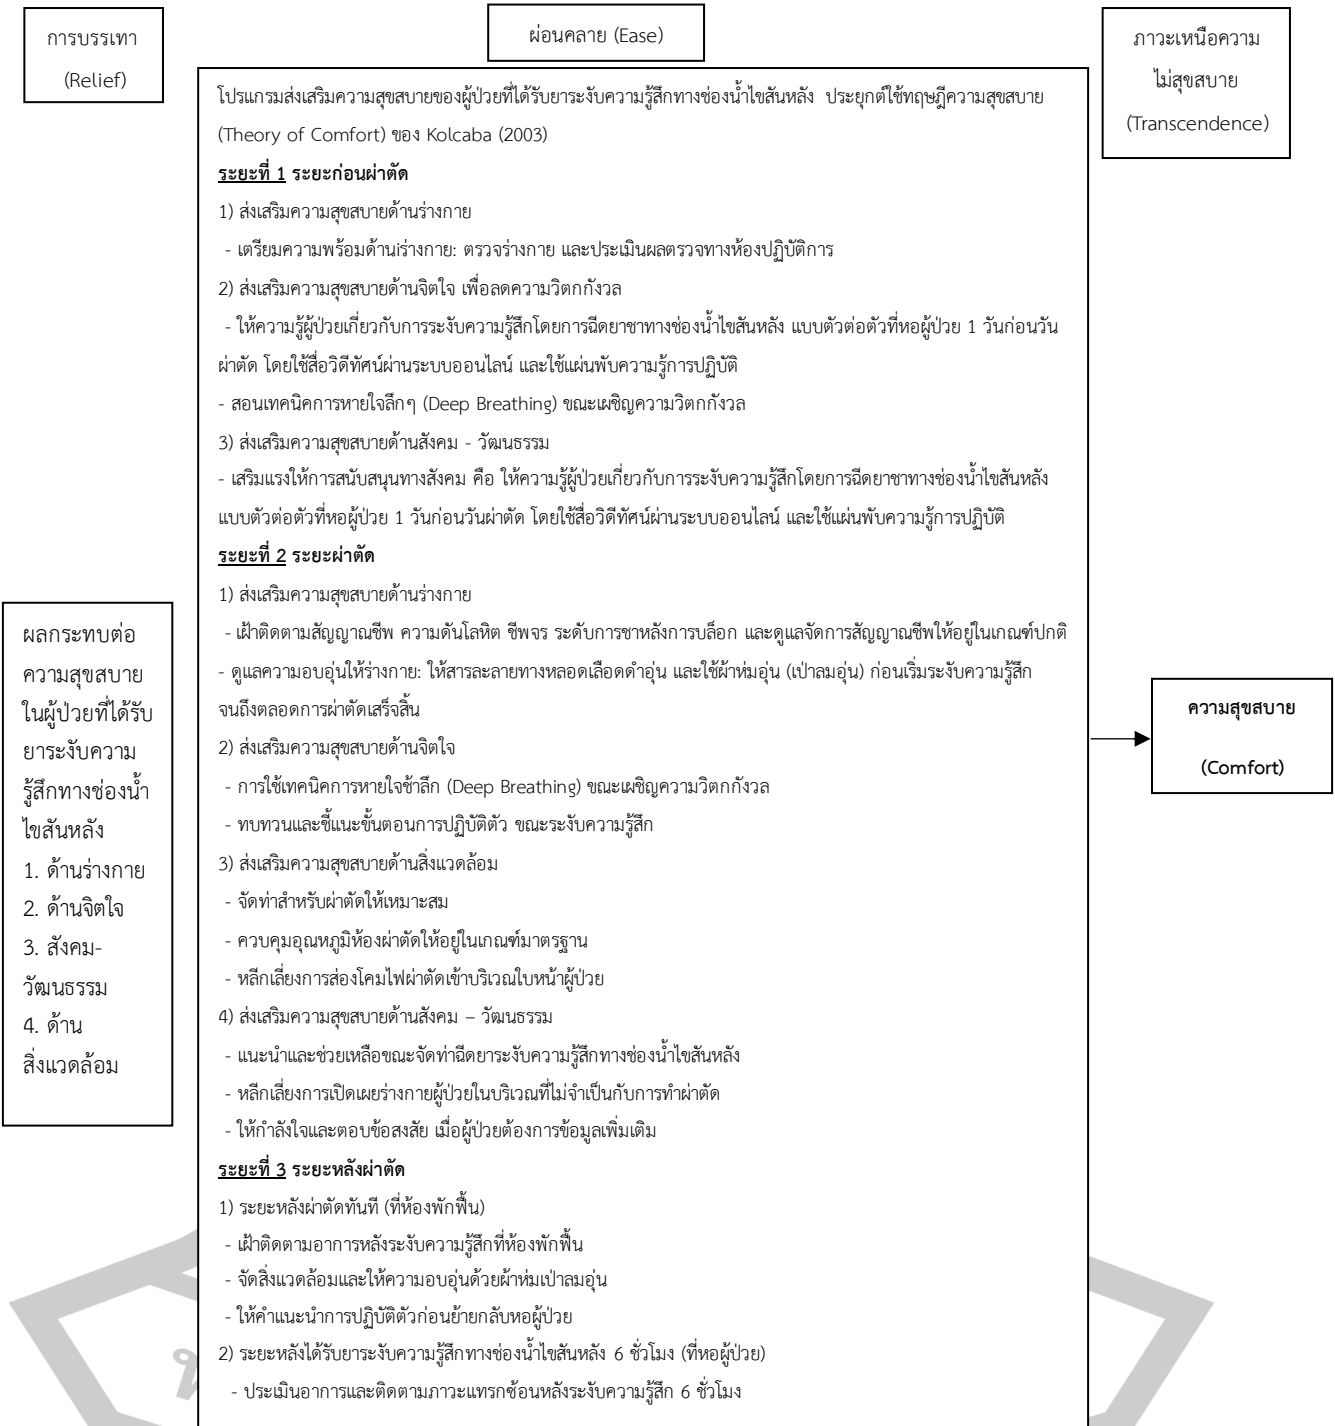 การบรรเทา
(Relief)
ผ่อนคลาย (Ease)
ภาวะเหนือความ
ไม่สุขสบาย
(Transcendence)
โปรแกรมส่งเสริมความสุขสบายของผู้ป่วยที่ได้รับยาระงับความรู้สึกทางช่องน้ำไขสันหลัง ประยุกต์ใช้ทฤษฎีความสุขสบาย
(Theory of Comfort) ของ Kolcaba (2003)
ระยะที่ 1 ระยะก่อนผ่าตัด
1) ส่งเสริมความสุขสบายด้านร่างกาย
- เตรียมความพร้อมด้านiร่างกาย: ตรวจร่างกาย และประเมินผลตรวจทางห้องปฏิบัติการ
2) ส่งเสริมความสุขสบายด้านจิตใจ เพื่อลดความวิตกกังวล
- ให้ความรู้ผู้ป่วยเกี่ยวกับการระงับความรู้สึกโดยการฉีดยาชาทางช่องน้ำไขสันหลัง แบบตัวต่อตัวที่หอผู้ป่วย 1 วันก่อนวัน
ผ่าตัด โดยใช้สื่อวิดีทัศน์ผ่านระบบออนไลน์ และใช้แผ่นพับความรู้การปฏิบัติ
- สอนเทคนิคการหายใจลึกๆ (Deep Breathing) ขณะเผชิญความวิตกกังวล
3) ส่งเสริมความสุขสบายด้านสังคม - วัฒนธรรม
- เสริมแรงให้การสนับสนุนทางสังคม คือ ให้ความรู้ผู้ป่วยเกี่ยวกับการระงับความรู้สึกโดยการฉีดยาชาทางช่องน้ำไขสันหลัง
แบบตัวต่อตัวที่หอผู้ป่วย 1 วันก่อนวันผ่าตัด โดยใช้สื่อวิดีทัศน์ผ่านระบบออนไลน์ และใช้แผ่นพับความรู้การปฏิบัติ
ระยะที่ 2 ระยะผ่าตัด
1) ส่งเสริมความสุขสบายด้านร่างกาย
- เฝ้าติดตามสัญญาณชีพ ความดันโลหิต ชีพจร ระดับการชาหลังการบล็อก และดูแลจัดการสัญญาณชีพให้อยู่ในเกณฑ์ปกติ
- ดูแลความอบอุ่นให้ร่างกาย: ให้สารละลายทางหลอดเลือดดำอุ่น และใช้ผ้าห่มอุ่น (เป่าลมอุ่น) ก่อนเริ่มระงับความรู้สึก
จนถึงตลอดการผ่าตัดเสร็จสิ้น
2) ส่งเสริมความสุขสบายด้านจิตใจ
- การใช้เทคนิคการหายใจช้าลึก (Deep Breathing) ขณะเผชิญความวิตกกังวล
- ทบทวนและชี้แนะขั้นตอนการปฏิบัติตัว ขณะระงับความรู้สึก
3) ส่งเสริมความสุขสบายด้านสิ่งแวดล้อม
- จัดท่าสำหรับผ่าตัดให้เหมาะสม
- ควบคุมอุณหภูมิห้องผ่าตัดให้อยู่ในเกณฑ์มาตรฐาน
- หลีกเลี่ยงการส่องโคมไฟผ่าตัดเข้าบริเวณใบหน้าผู้ป่วย
4) ส่งเสริมความสุขสบายด้านสังคม – วัฒนธรรม
- แนะนำและช่วยเหลือขณะจัดท่าฉีดยาระงับความรู้สึกทางช่องน้ำไขสันหลัง
- หลีกเลี่ยงการเปิดเผยร่างกายผู้ป่วยในบริเวณที่ไม่จำเป็นกับการทำผ่าตัด
- ให้กำลังใจและตอบข้อสงสัย เมื่อผู้ป่วยต้องการข้อมูลเพิ่มเติม
ระยะที่ 3 ระยะหลังผ่าตัด
1) ระยะหลังผ่าตัดทันที (ที่ห้องพักฟื้น)
- เฝ้าติดตามอาการหลังระงับความรู้สึกที่ห้องพักฟื้น
- จัดสิ่งแวดล้อมและให้ความอบอุ่นด้วยผ้าห่มเป่าลมอุ่น
- ให้คำแนะนำการปฏิบัติตัวก่อนย้ายกลับหอผู้ป่วย
2) ระยะหลังได้รับยาระงับความรู้สึกทางช่องน้ำไขสันหลัง 6 ชั่วโมง (ที่หอผู้ป่วย)
- ประเมินอาการและติดตามภาวะแทรกซ้อนหลังระงับความรู้สึก 6 ชั่วโมง
ผลกระทบต่อ
ความสุขสบาย
ในผู้ป่วยที่ได้รับ
ยาระงับความ
รู้สึกทางช่องน้ำ
ไขสันหลัง
1. ด้านร่างกาย
2. ด้านจิตใจ
3. สังคม-
วัฒนธรรม
4. ด้าน
สิ่งแวดล้อม
ความสุขสบาย
(Comfort)